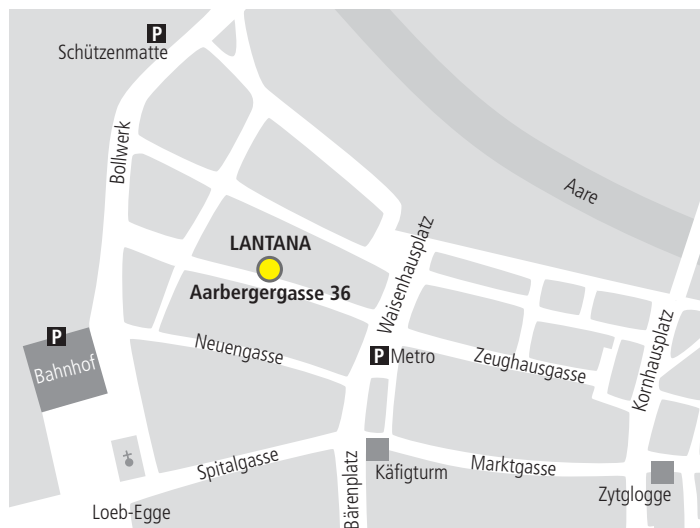 P
Schützenmatte
Bollwerk
Aare
LANTANA
Aarbergergasse 36
Waisenhausplatz
Kornhausplatz
P
Bahnhof
Neuengasse
P Metro
Zeughausgasse
Spitalgasse
Käfigturm
Marktgasse
Bärenplatz
Loeb-Egge
Zytglogge